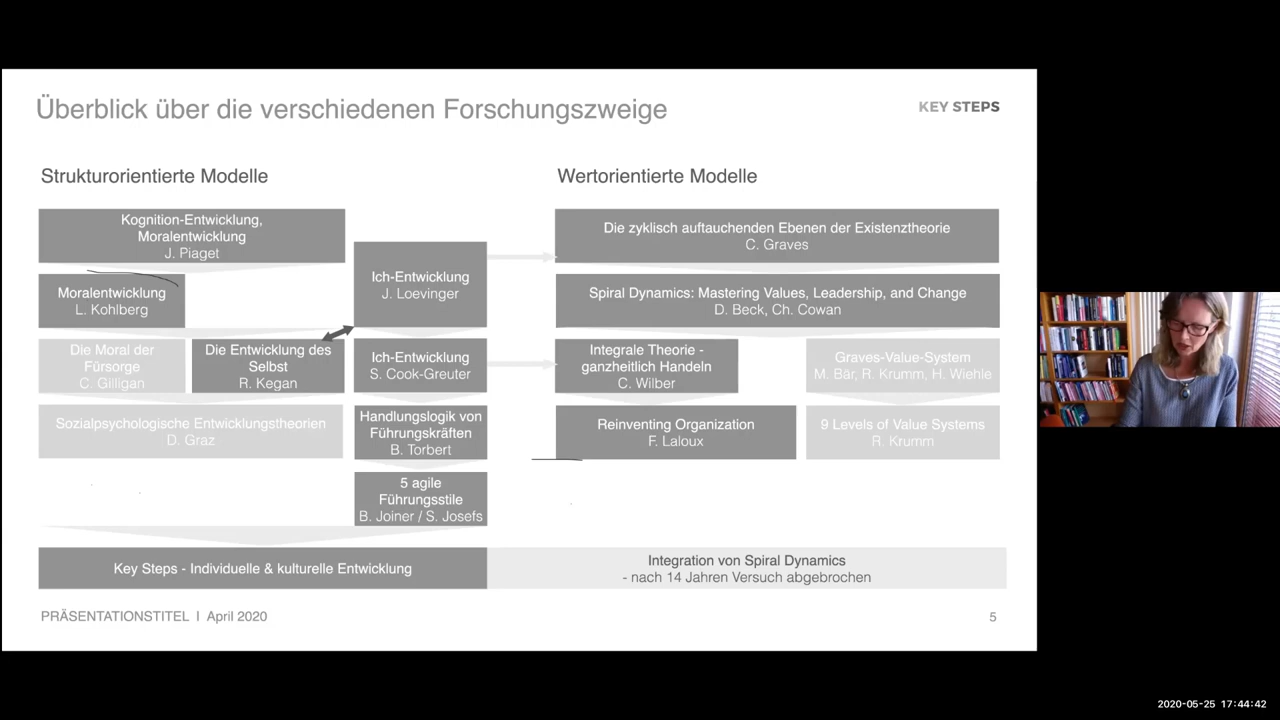 Überblick über die verschiedenen Forschungszweige
KEY STEPS
Strukturorientierte Modelle
Kognition-Entwicklung,
Moralentwicklung
J. Piaget
Moralentwicklung
L. Kohlberg
Die Moral der
Fürsorge
C. Gilligan
Die Entwicklung des
Selbst
R. Kegan
Sozialpsychologische Entwicklungstheorien
D. Graz
Ich-Entwicklung
J. Loevinger
Ich-Entwicklung
S. Cook-Greuter
Handlungslogik von
Führungskräften
B. Torbert
5 agile
Führungsstile
B. Joiner / S. Josefs
Wertorientierte Modelle
Die zyklisch auftauchenden Ebenen der Existenztheorie
C. Graves
Spiral Dynamics: Mastering Values, Leadership, and Change
D. Beck, Ch. Cowan
Integrale Theorie -
ganzheitlich Handeln
C. Wilber
Graves-Value-System
M. Bär, R. Krumm, H. Wiehle
Reinventing Organization
F. Laloux
9 Levels of Value Systems
R. Krumm
Key Steps - Individuelle & kulturelle Entwicklung
Integration von Spiral Dynamics
- nach 14 Jahren Versuch abgebrochen
PRÄSENTATIONSTITEL I April 2020
5
2020-05-25 17:44:42